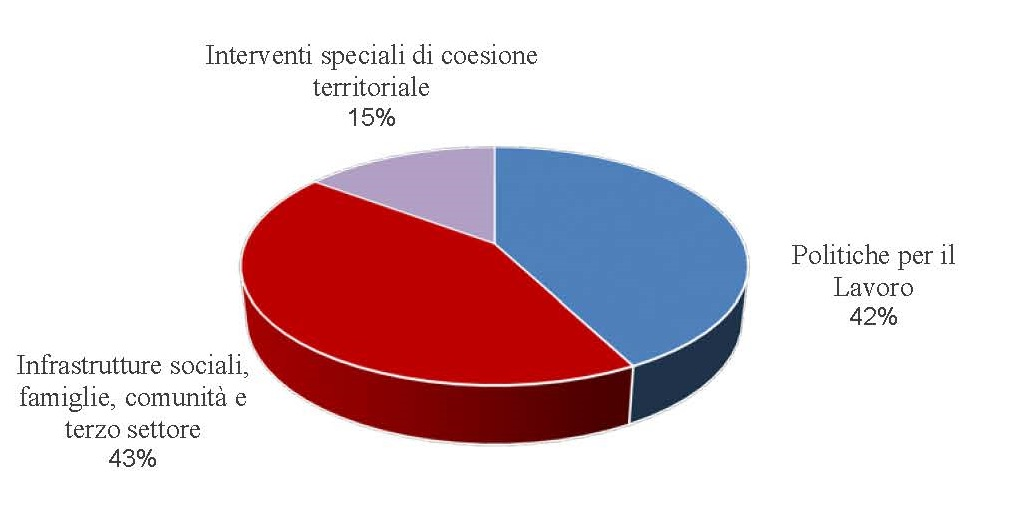 Interventi speciali di coesione
territoriale
15%
Politiche per il
Lavoro
42%
Infrastrutture sociali,
famiglie, comunità e
terzo settore
43%